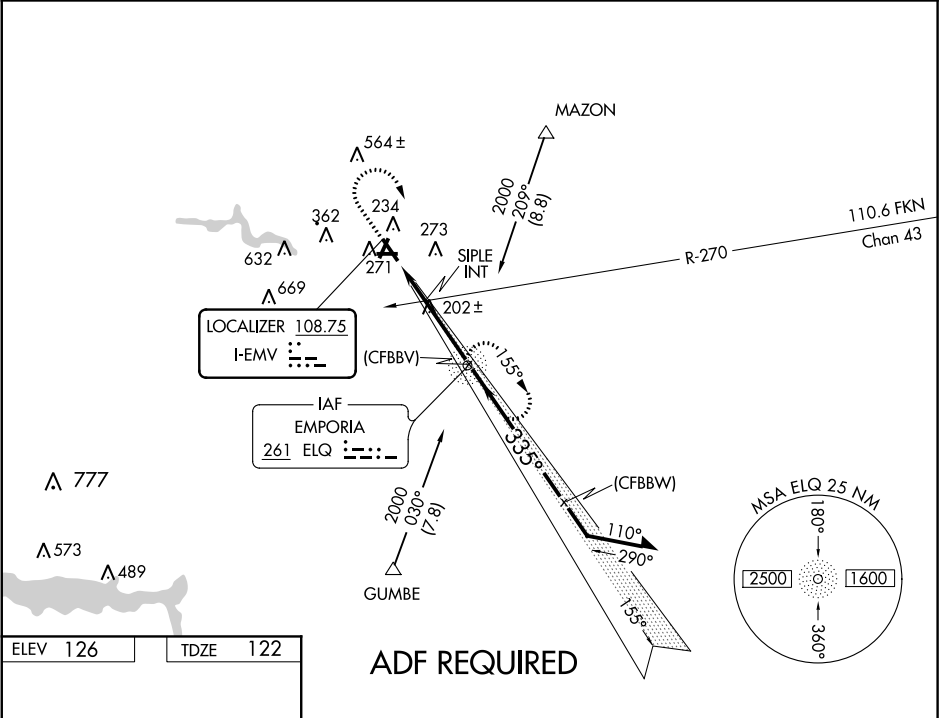 MAZON
564±
2000
209°
(8.8)
110.6 FKN
Chan 43
R-270
234
362
273
632
271
SIPLE
INT
669
202±
LOCALIZER 108.75
I-EMV
(CFBBV)
155°
IAF
EMPORIA
261 ELQ
335°
(CFBBW)
777
2000
030°
(7.8)
110°
290°
573
489
GUMBE
155°
MSA ELQ 25 NM
180°
2500
1600
360°
ELEV 126
TDZE 122
ADF REQUIRED